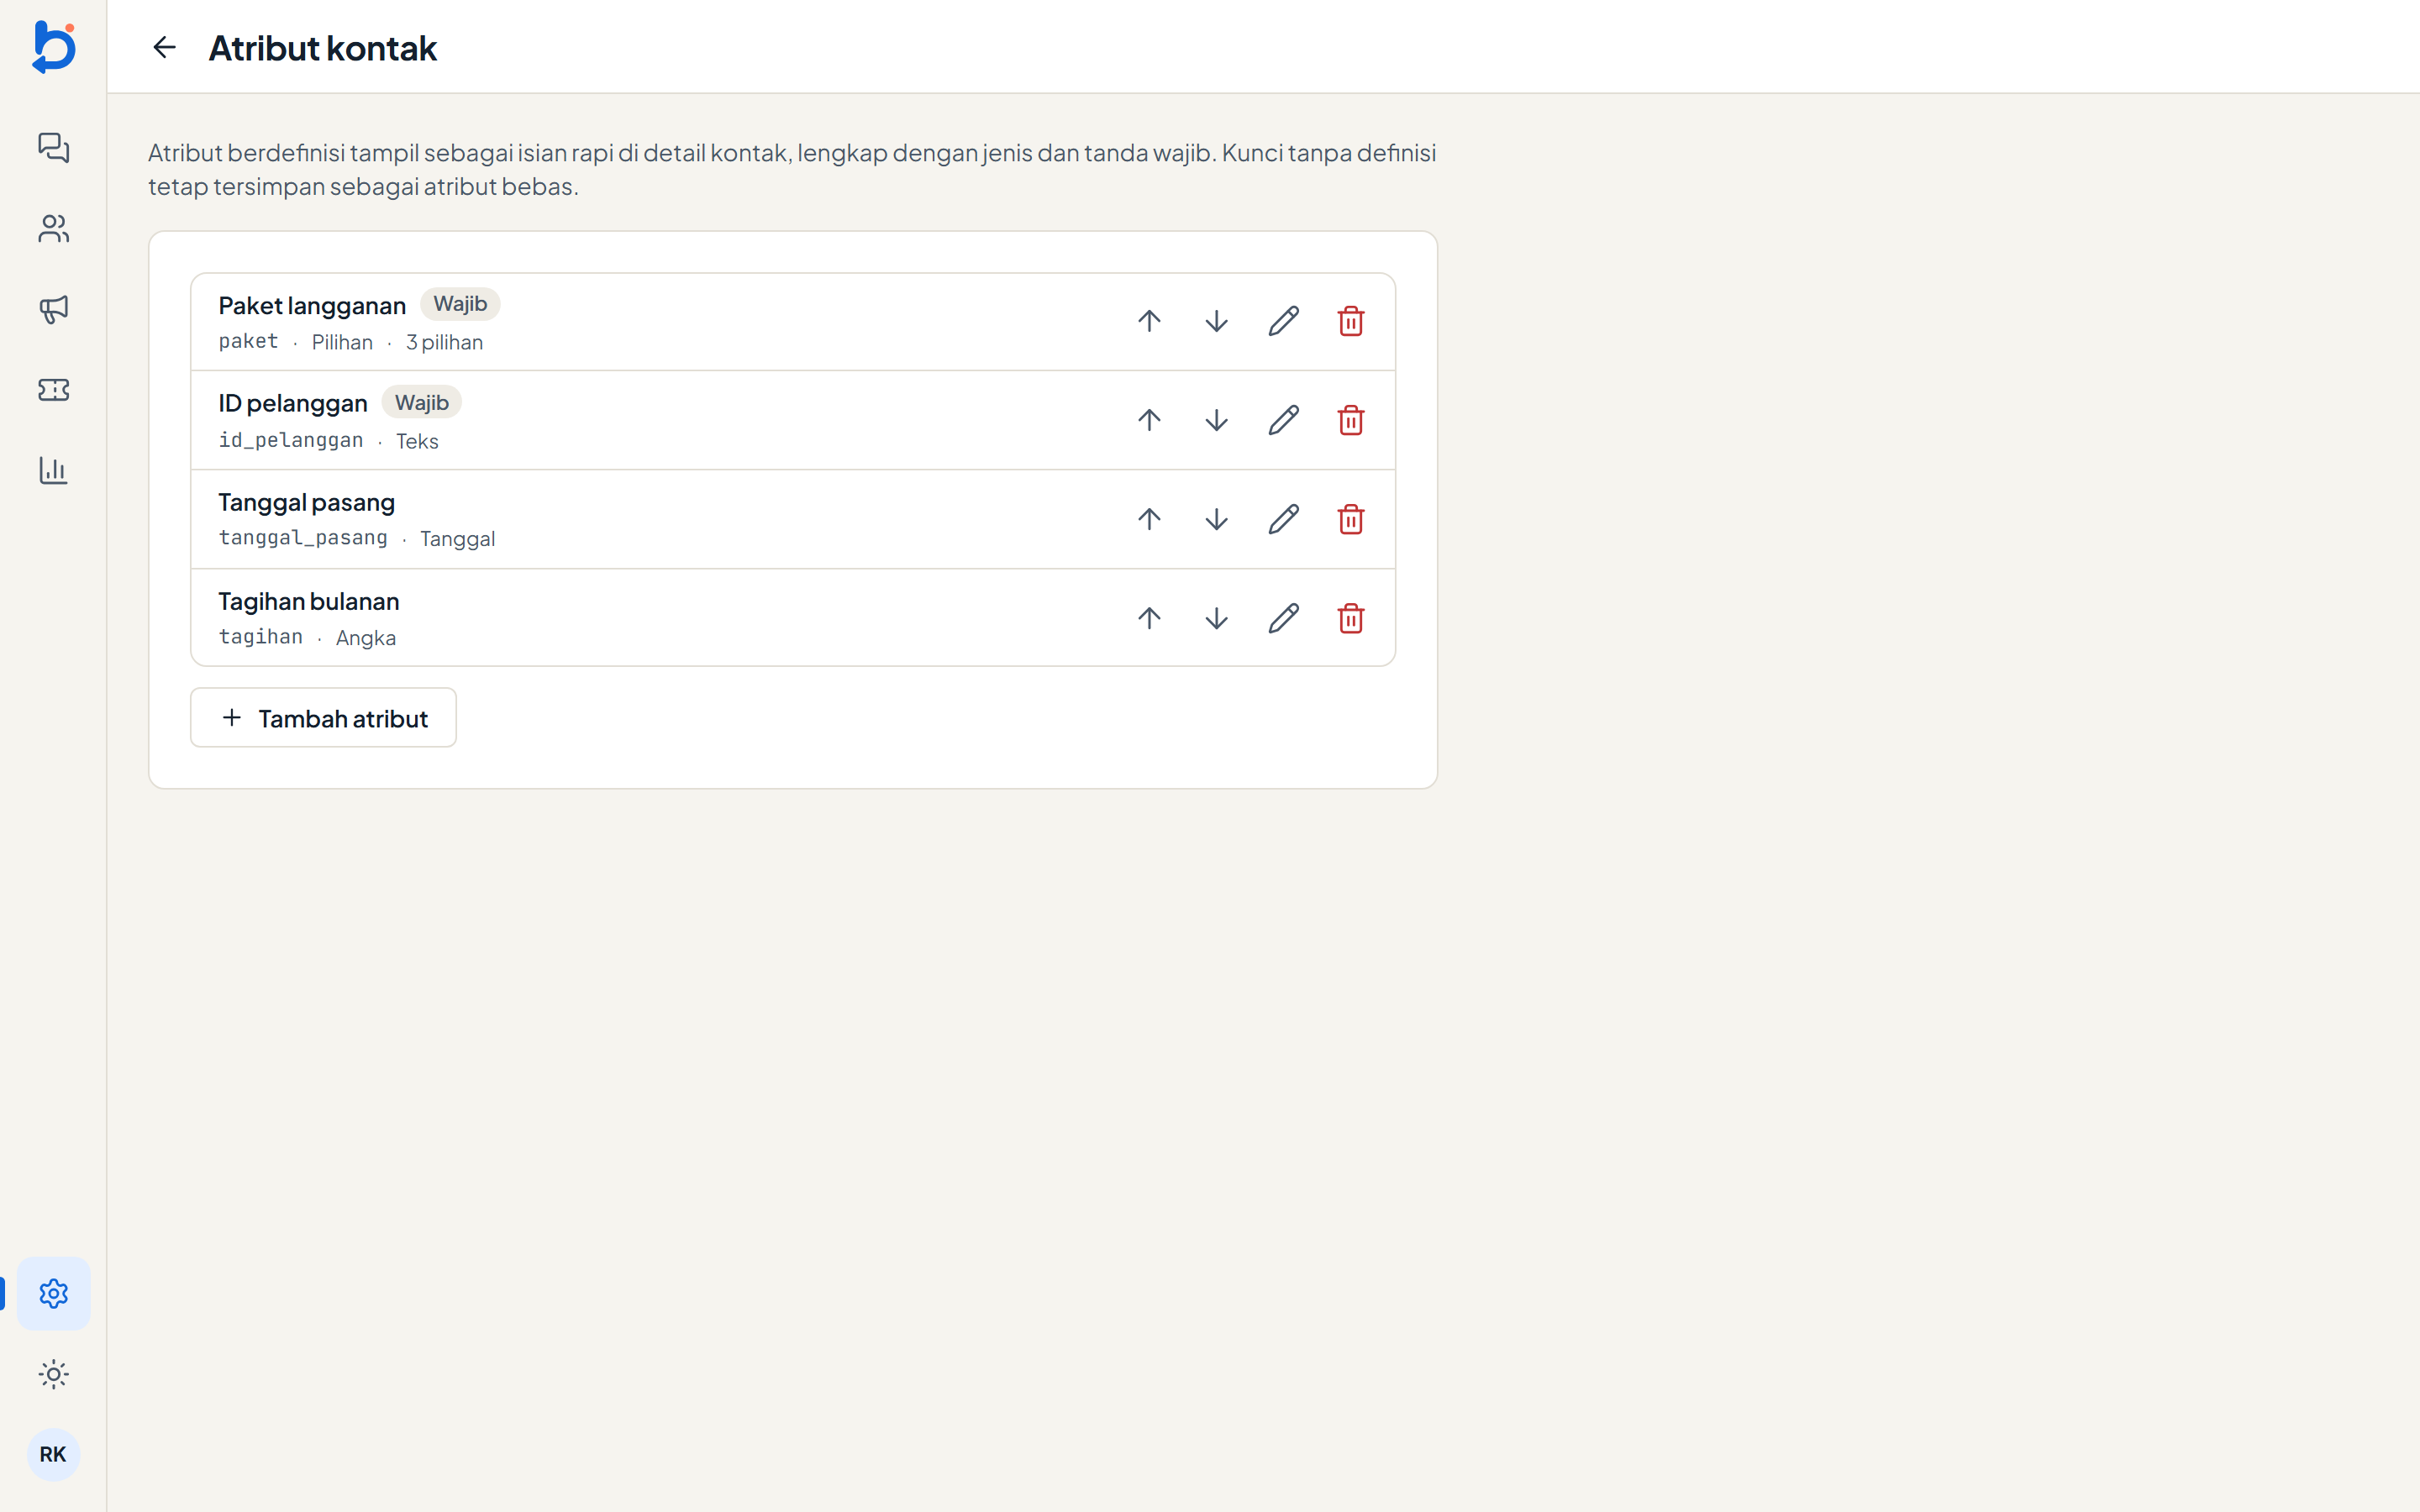 Atribut kontak
Atribut berdefinisi tampil sebagai isian rapi di detail kontak, lengkap dengan jenis dan tanda wajib. Kunci tanpa definisi
tetap tersimpan sebagai atribut bebas.
Paket langganan Wajib
paket · Pilihan · 3 pilihan
ID pelanggan Wajib
id_pelanggan · Teks
Tanggal pasang
tanggal_pasang · Tanggal
Tagihan bulanan
tagihan · Angka
Tambah atribut
RK